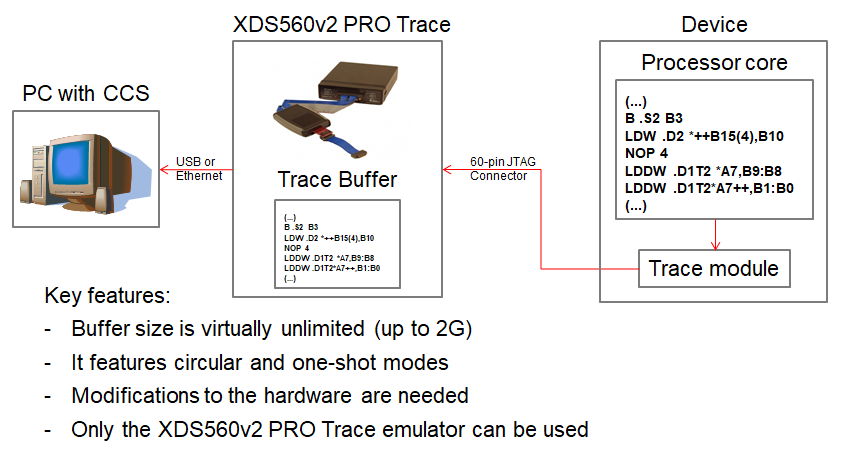 XDS560v2 PRO Trace
Device
PC with CCS
Processor core
(...)
B .S2 B3
LDW .D2 *++B15(4),B10
NOP 4
LDDW .D1T2 *A7,B9:B8
LDDW .D1T2*A7++,B1:B0
(...)
USB or
Ethernet
60-pin JTAG
Connector
Trace Buffer
(...)
B .S2 B3
LDW .D2 *++B15(4),B10
NOP 4
LDDW .D1T2 *A7,B9:B8
LDDW .D1T2*A7++,B1:B0
(...)
Trace module
Key features:
- Buffer size is virtually unlimited (up to 2G)
- It features circular and one-shot modes
- Modifications to the hardware are needed
- Only the XDS560v2 PRO Trace emulator can be used